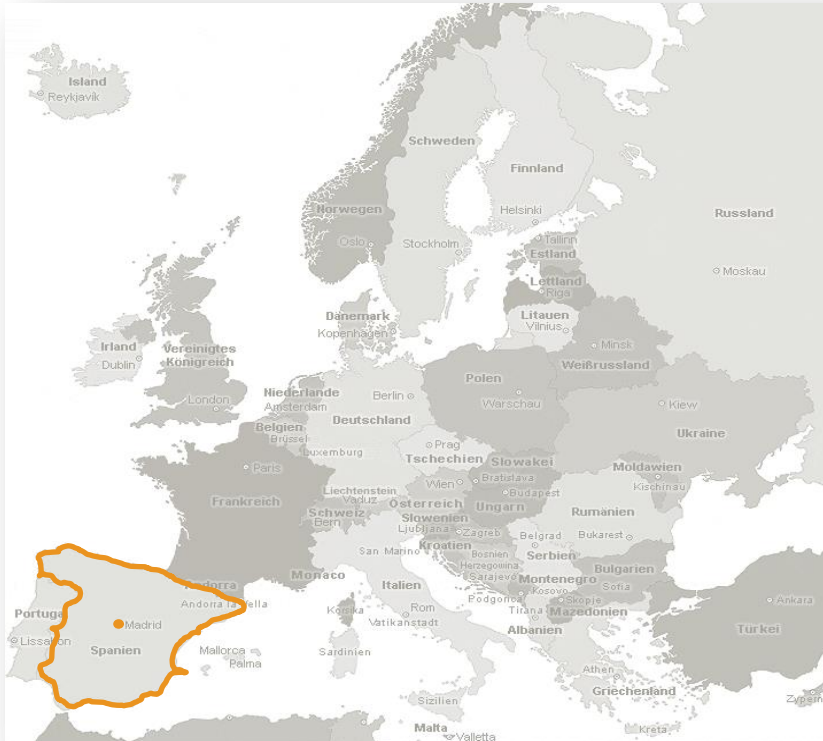 Island
Reykjavik
Schweden
Finnland
Norwegen
Helsinki
Russland
Oslo
Stockholm
Tallinn
Estland
Moskau
Lettland
Riga
Dänemark
Litauen
Kopenhagen
Vilnius
Irland
Vereinigtes
Königreich
Minsk
Dublin
Weißrussland
Polen
Niederlande
Berlin
London
Amsterdam
Warschau
Kiew
Deutschland
Belgien
Brüssel
Ukraine
Prag
Luxemburg
Tschechien
Slowakei
Paris
Moldawien
Bratislava
Wien
Kischinau
Liechtenstein
Vaduz
Budapest
Frankreich
Österreich
Ungarn
Schweiz
Rumänien
Bern
Slowenien
Ljubljana
Zagreb
Belgrad
Bukarest
Kroatien
San Marino
Bosnien
Herzegowina
Serbien
Sarajevo
Bulgarien
Monaco
Montenegro
Andorra
Italien
Sofia
Kosovo
Podgorica
Skopje
Ankara
Andorra la Vella
Korsika
Rom
Tirana
Mazedonien
Portugal
Vatikanstadt
Madrid
Albanien
Türkei
Lissabon
Spanien
Mallorca
Palma
Sardinien
Athen
Griechenland
Sizilien
Zypern
Malta
Valletta
Kreta